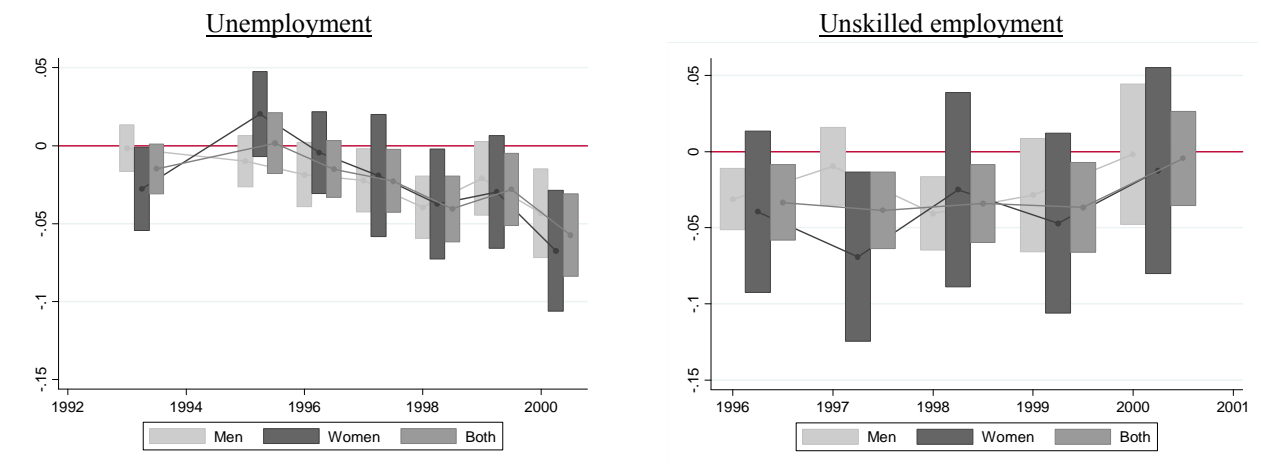 Unemployment
.05
0
-.05
-.1
-.15
1992 1994 1996 1998 2000
Men Women Both
Unskilled employment
.05
0
-.05
-.1
-.15
1996 1997 1998 1999 2000 2001
Men Women Both